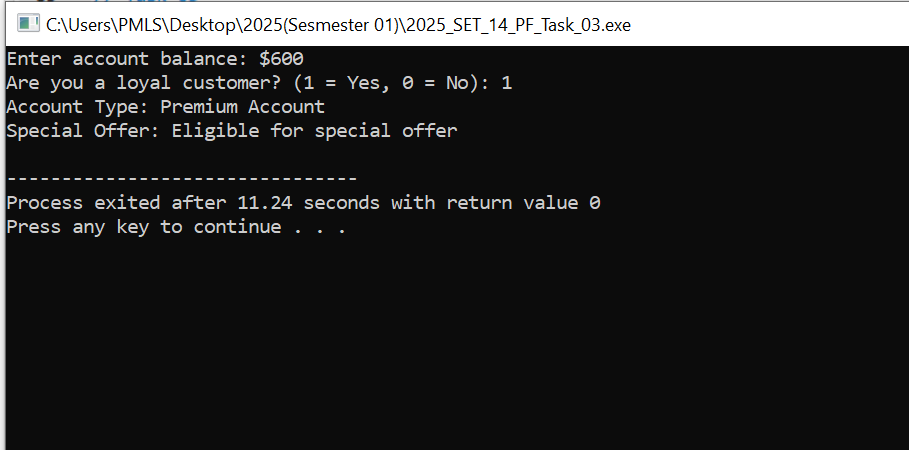 C:\Users\PMLS\Desktop\2025(Sesmester 01)\2025_SET_14_PF_Task_03.exe
Enter account balance: $600
Are you a loyal customer? (1 = Yes, 0 = No): 1
Account Type: Premium Account
Special Offer: Eligible for special offer
--------------------------------
Process exited after 11.24 seconds with return value 0
Press any key to continue . . .